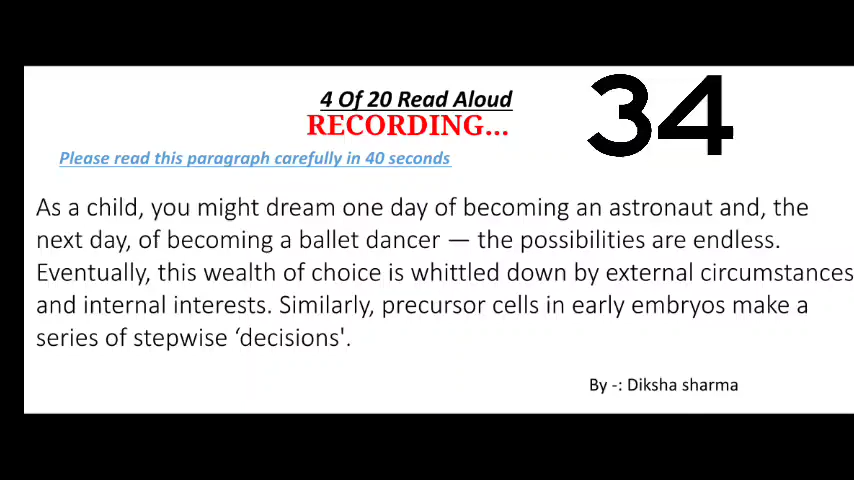 4 Of 20 Read Aloud
34
RECORDING...
Please read this paragraph carefully in 40 seconds
As a child, you might dream one day of becoming an astronaut and, the
next day, of becoming a ballet dancer — the possibilities are endless.
Eventually, this wealth of choice is whittled down by external circumstances
and internal interests. Similarly, precursor cells in early embryos make a
series of stepwise ‘decisions'.
By -: Diksha sharma